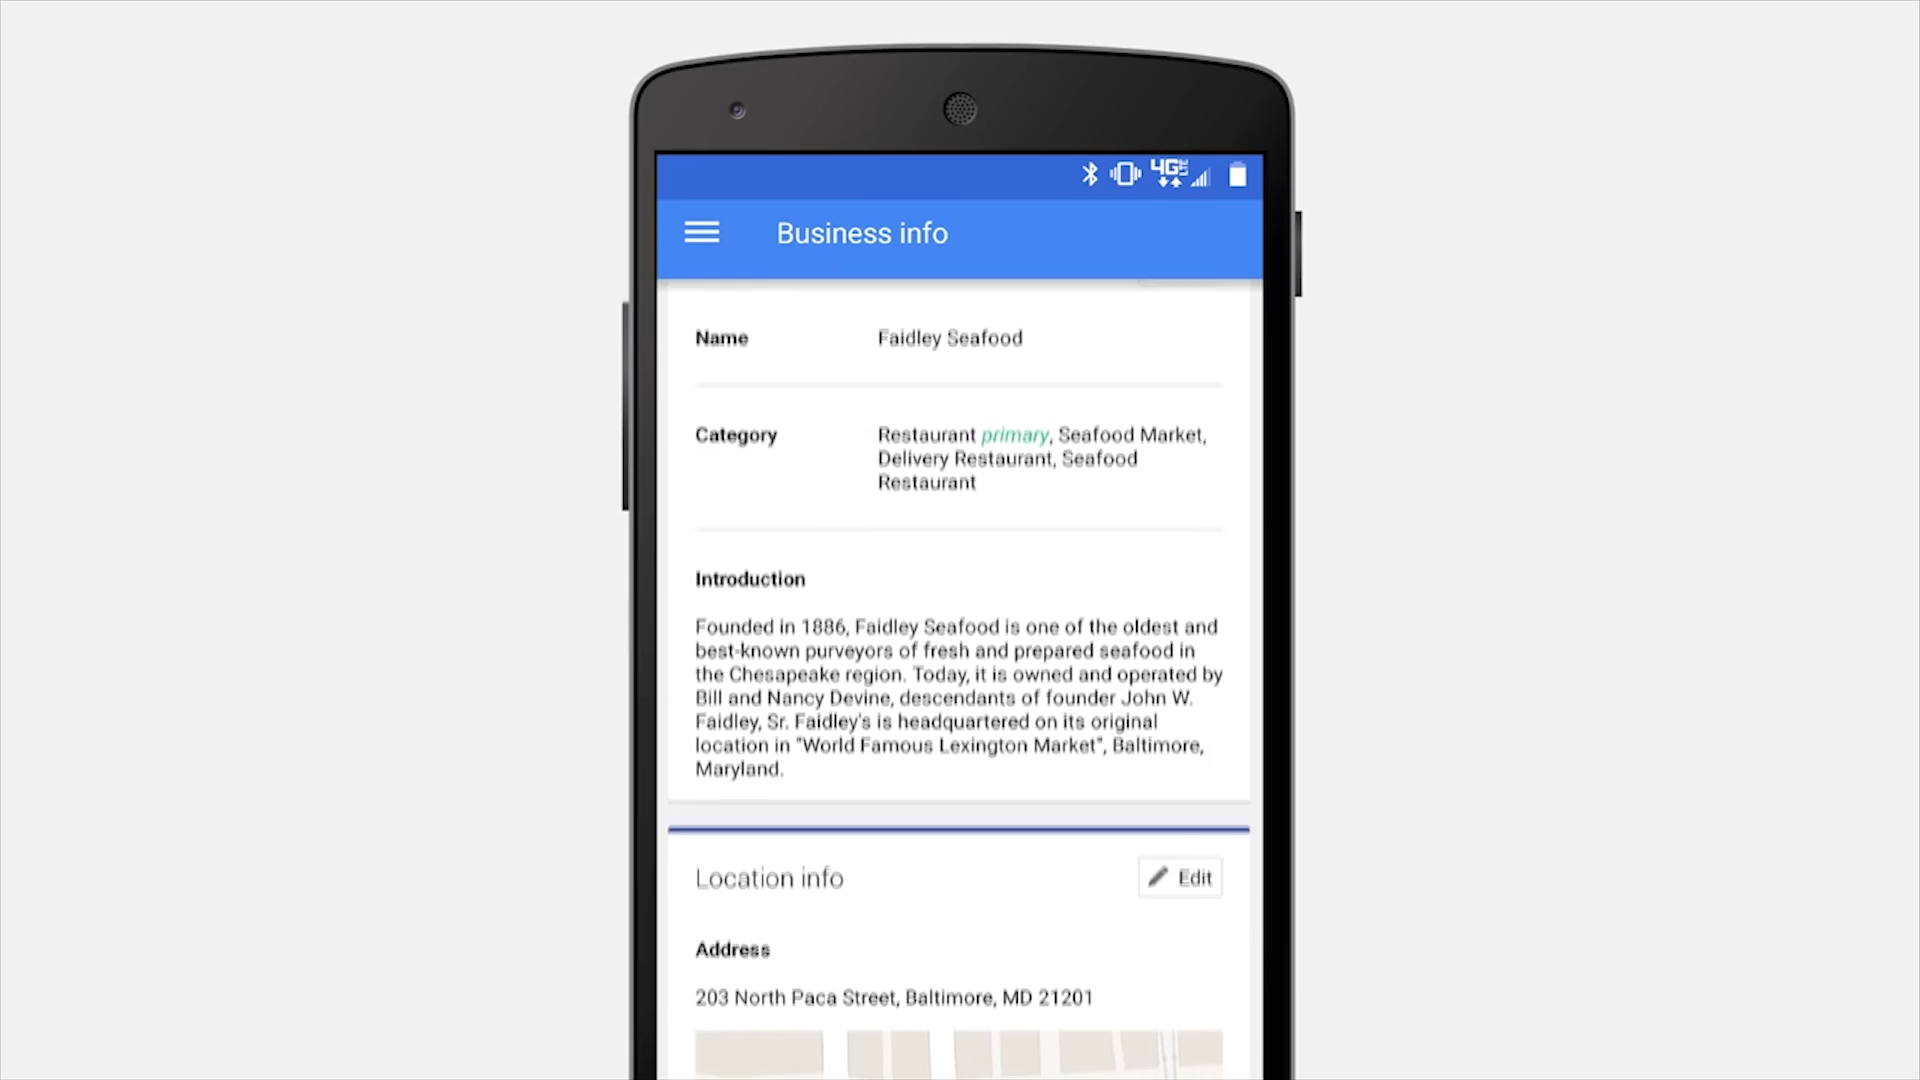 4G LTE
Business info
Name
Faidley Seafood
Category
Restaurant primary, Seafood Market,
Delivery Restaurant, Seafood
Restaurant
Introduction
Founded in 1886, Faidley Seafood is one of the oldest and
best-known purveyors of fresh and prepared seafood in
the Chesapeake region. Today, it is owned and operated by
Bill and Nancy Devine, descendants of founder John W.
Faidley, Sr. Faidley's is headquartered on its original
location in "World Famous Lexington Market", Baltimore,
Maryland.
Location info
Edit
Address
203 North Paca Street, Baltimore, MD 21201